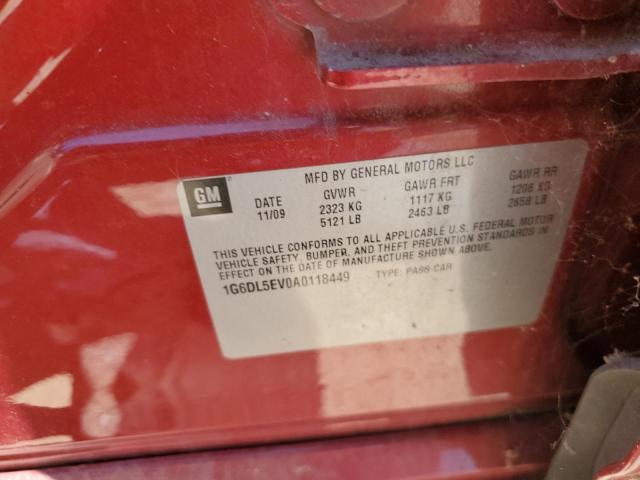 GM
MFD BY GENERAL MOTORS LLC
DATE GVWR GAWR FRT GAWR RR
11/09 2323 KG 1117 KG 1206 KG
5121 LB 2463 LB 2658 LB
THIS VEHICLE CONFORMS TO ALL APPLICABLE U.S. FEDERAL MOTOR
VEHICLE SAFETY, BUMPER, AND THEFT PREVENTION STANDARDS IN
EFFECT ON THE DATE OF MANUFACTURE SHOWN ABOVE.
1G6DL5EV0A0118449 TYPE: PASS-CAR